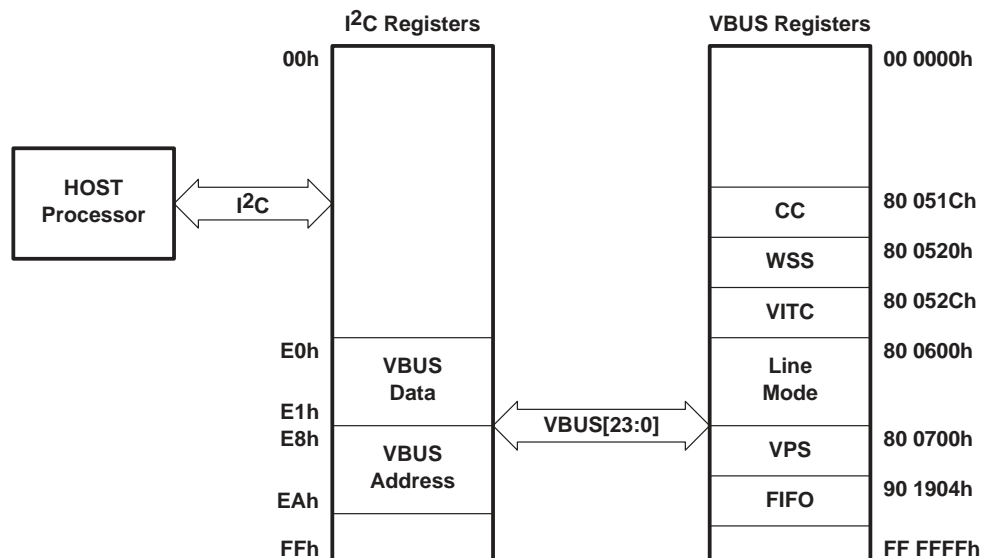 I2C Registers
VBUS Registers
00h
00 0000h
HOST
Processor
I2C
CC
80 051Ch
WSS
80 0520h
VITC
80 052Ch
E0h
VBUS
Data
E1h
Line
Mode
80 0600h
VBUS[23:0]
E8h
VBUS
Address
EAh
VPS
80 0700h
FIFO
90 1904h
FFh
FF FFFFh